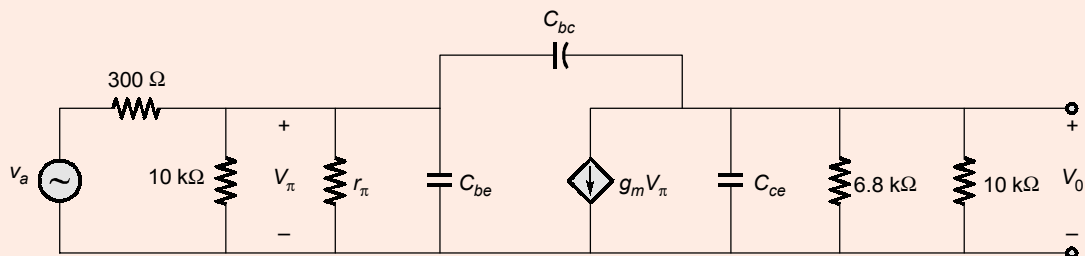 C_bc
300 Ω
v_a
10 kΩ
+
V_π
−
r_π
C_be
g_mV_π
C_ce
6.8 kΩ
10 kΩ
+
V_0
−